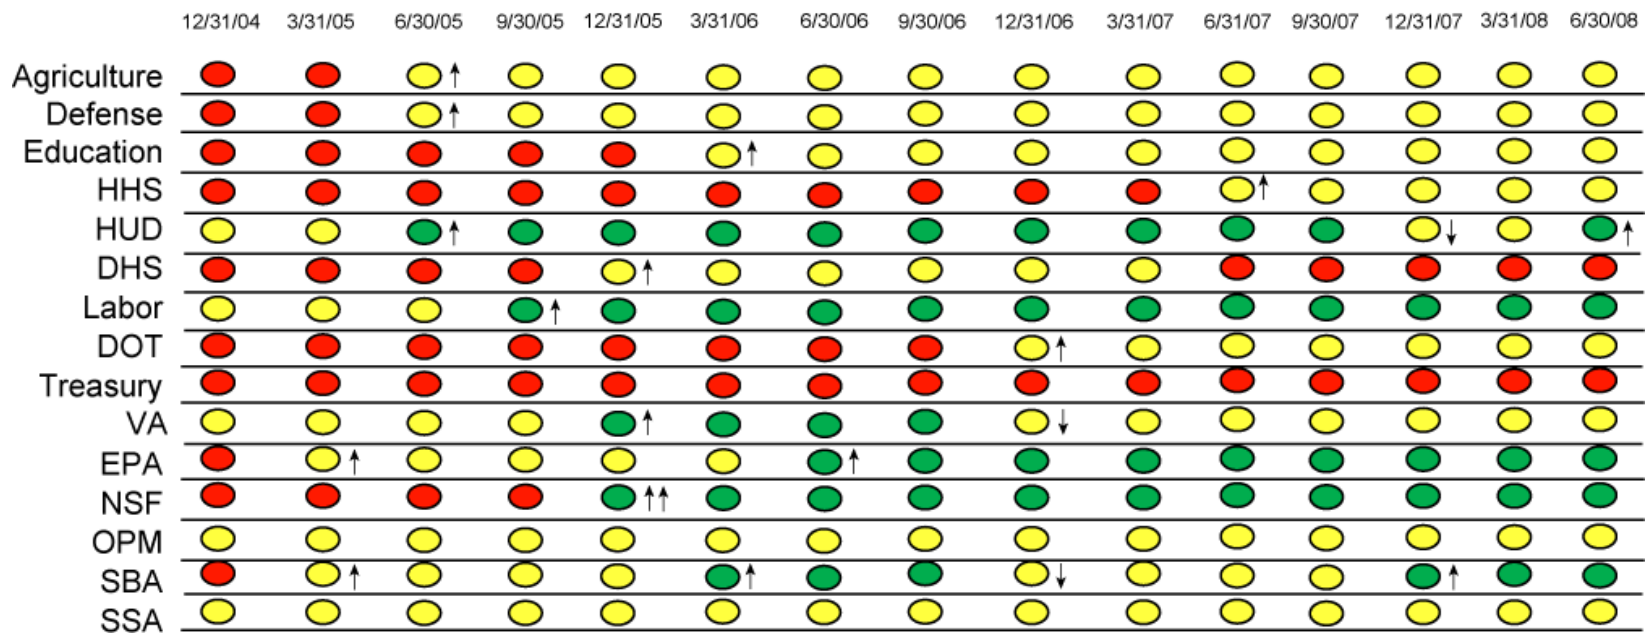 12/31/04 3/31/05 6/30/05 9/30/05 12/31/05 3/31/06 6/30/06 9/30/06 12/31/06 3/31/07 6/31/07 9/30/07 12/31/07 3/31/08 6/30/08
Agriculture
Defense
Education
HHS
HUD
DHS
Labor
DOT
Treasury
VA
EPA
NSF
OPM
SBA
SSA